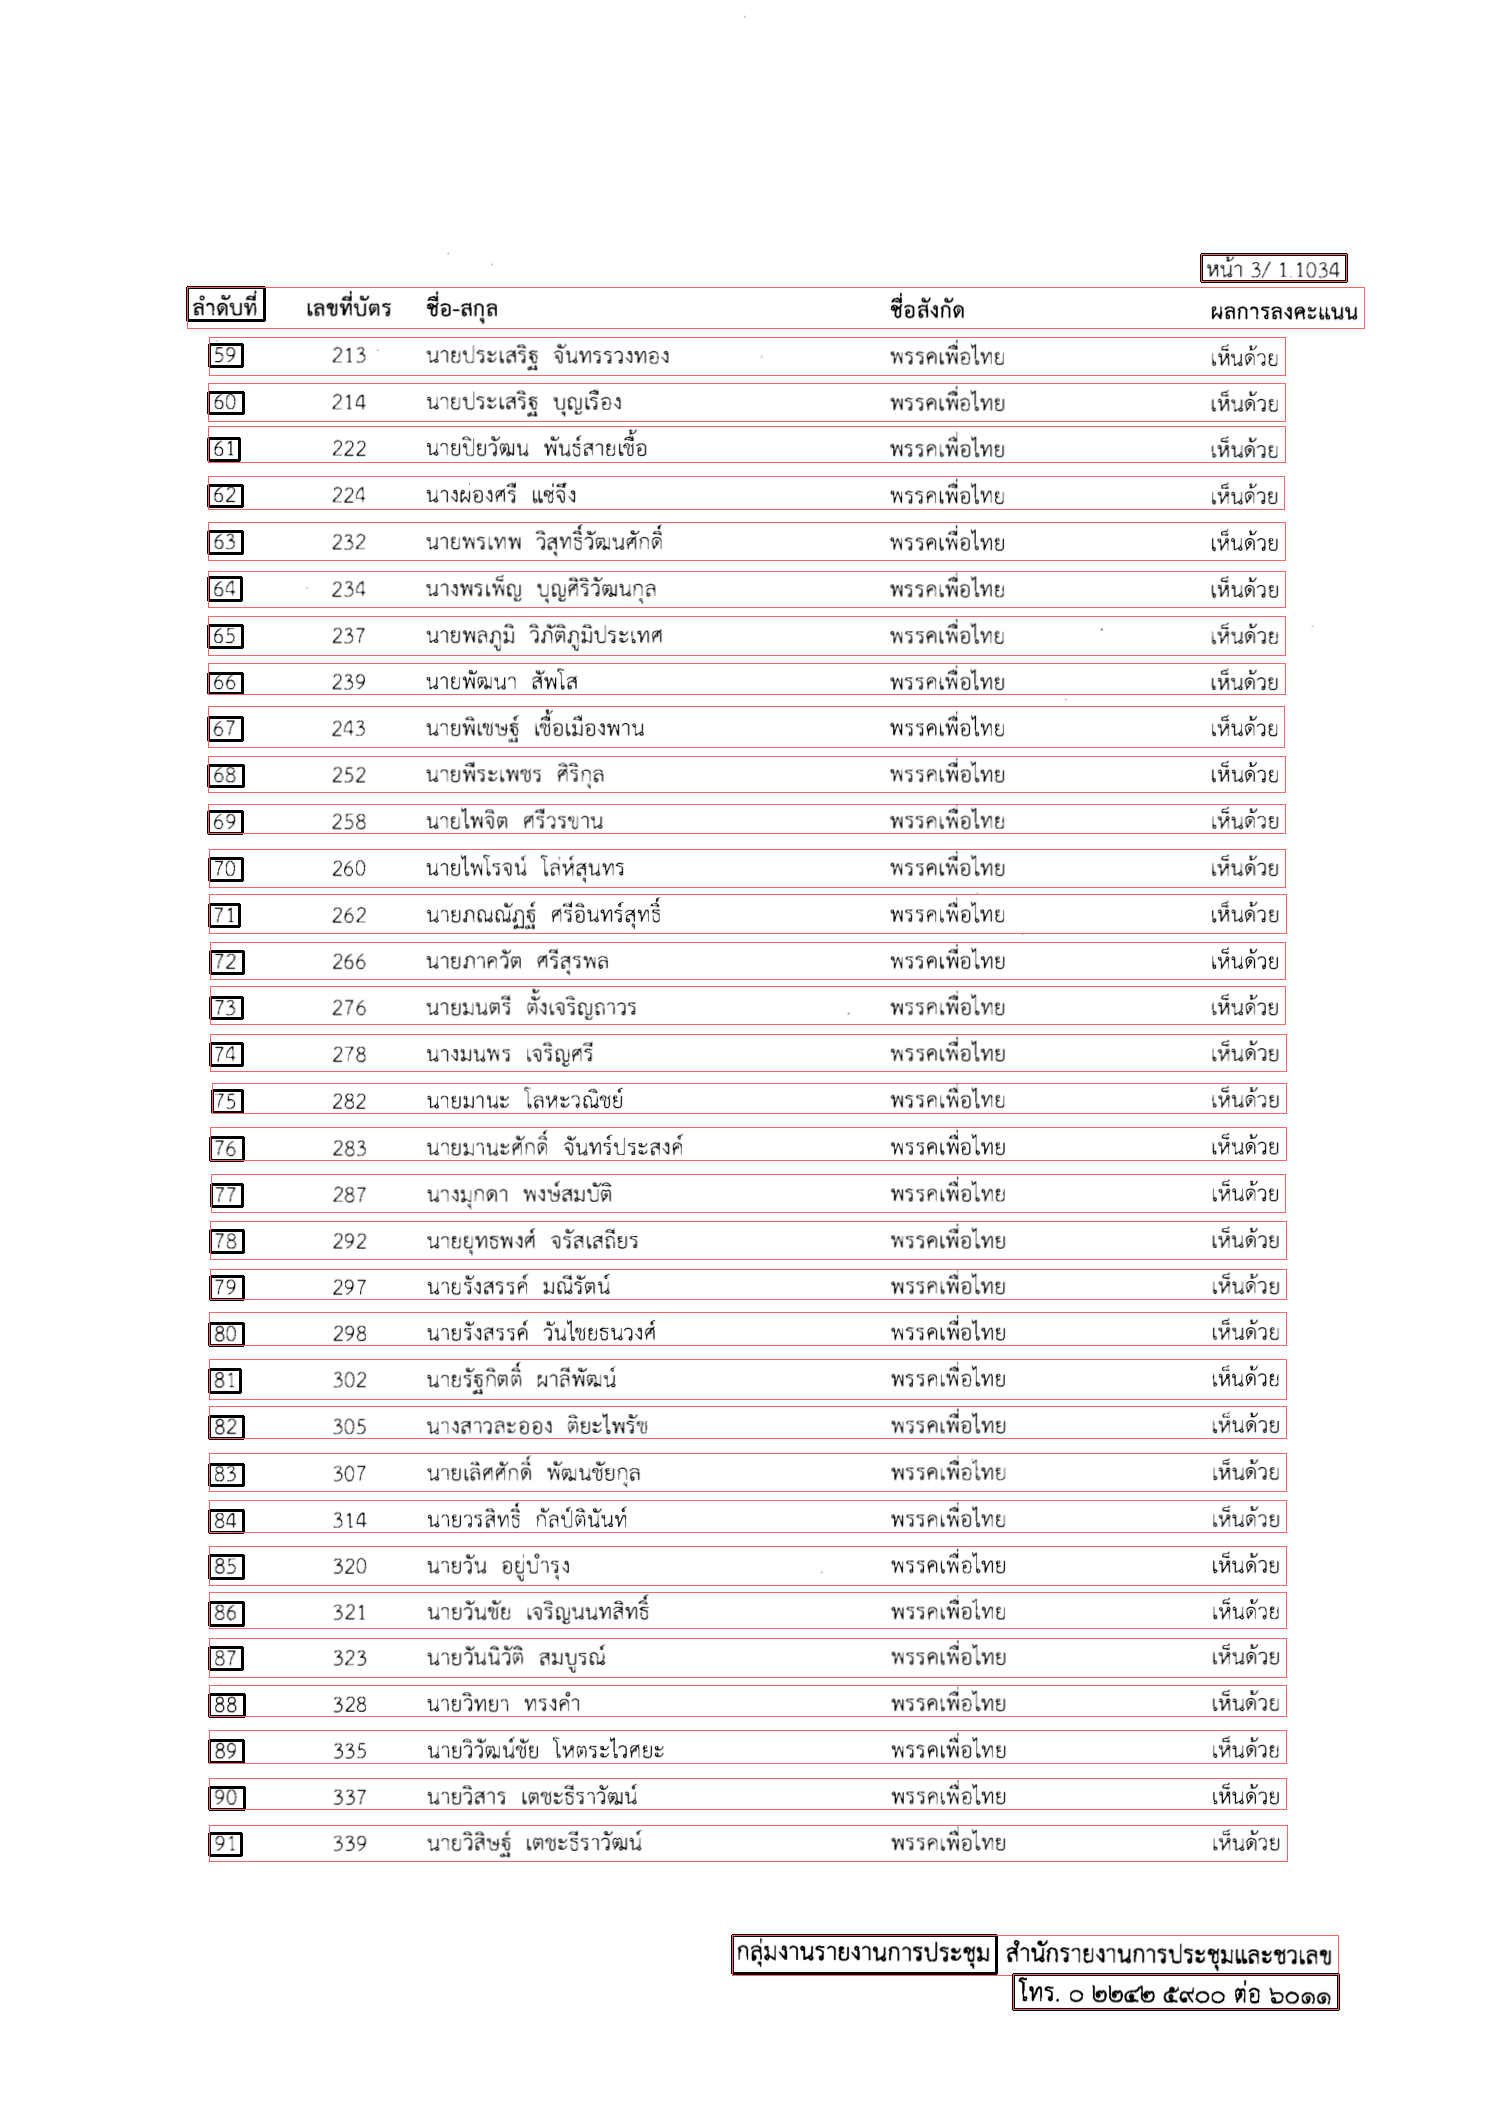 หน้า 3/ 1.1034
ลำดับที่ เลขที่บัตร ชื่อ-สกุล ชื่อสังกัด ผลการลงคะแนน
59 213 นายประเสริฐ จันทรรวงทอง พรรคเพื่อไทย เห็นด้วย
60 214 นายประเสริฐ บุญเรือง พรรคเพื่อไทย เห็นด้วย
61 222 นายปิยวัฒน พันธ์สายเชื้อ พรรคเพื่อไทย เห็นด้วย
62 224 นางผ่องศรี แซ่จึง พรรคเพื่อไทย เห็นด้วย
63 232 นายพรเทพ วิสุทธิ์วัฒนศักดิ์ พรรคเพื่อไทย เห็นด้วย
64 234 นางพรเพ็ญ บุญศิริวัฒนกุล พรรคเพื่อไทย เห็นด้วย
65 237 นายพลภูมิ วิภัติภูมิประเทศ พรรคเพื่อไทย เห็นด้วย
66 239 นายพัฒนา สัพโส พรรคเพื่อไทย เห็นด้วย
67 243 นายพิเชษฐ์ เชื้อเมืองพาน พรรคเพื่อไทย เห็นด้วย
68 252 นายพีระเพชร ศิริกุล พรรคเพื่อไทย เห็นด้วย
69 258 นายไพจิต ศรีวรขาน พรรคเพื่อไทย เห็นด้วย
70 260 นายไพโรจน์ โล่ห์สุนทร พรรคเพื่อไทย เห็นด้วย
71 262 นายภณณัฏฐ์ ศรีอินทร์สุทธิ์ พรรคเพื่อไทย เห็นด้วย
72 266 นายภาควัต ศรีสุรพล พรรคเพื่อไทย เห็นด้วย
73 276 นายมนตรี ตั้งเจริญถาวร พรรคเพื่อไทย เห็นด้วย
74 278 นางมนพร เจริญศรี พรรคเพื่อไทย เห็นด้วย
75 282 นายมานะ โลหะวณิชย์ พรรคเพื่อไทย เห็นด้วย
76 283 นายมานะศักดิ์ จันทร์ประสงค์ พรรคเพื่อไทย เห็นด้วย
77 287 นางมุกดา พงษ์สมบัติ พรรคเพื่อไทย เห็นด้วย
78 292 นายยุทธพงศ์ จรัสเสถียร พรรคเพื่อไทย เห็นด้วย
79 297 นายรังสรรค์ มณีรัตน์ พรรคเพื่อไทย เห็นด้วย
80 298 นายรังสรรค์ วันไชยธนวงศ์ พรรคเพื่อไทย เห็นด้วย
81 302 นายรัฐกิตติ์ ผาลีพัฒน์ พรรคเพื่อไทย เห็นด้วย
82 305 นางสาวละออง ติยะไพรัช พรรคเพื่อไทย เห็นด้วย
83 307 นายเลิศศักดิ์ พัฒนชัยกุล พรรคเพื่อไทย เห็นด้วย
84 314 นายวรสิทธิ์ กัลป์ตินันท์ พรรคเพื่อไทย เห็นด้วย
85 320 นายวัน อยู่บำรุง พรรคเพื่อไทย เห็นด้วย
86 321 นายวันชัย เจริญนนทสิทธิ์ พรรคเพื่อไทย เห็นด้วย
87 323 นายวันนิวัติ สมบูรณ์ พรรคเพื่อไทย เห็นด้วย
88 328 นายวิทยา ทรงคำ พรรคเพื่อไทย เห็นด้วย
89 335 นายวิวัฒน์ชัย โหตระไวศยะ พรรคเพื่อไทย เห็นด้วย
90 337 นายวิสาร เตชะธีราวัฒน์ พรรคเพื่อไทย เห็นด้วย
91 339 นายวิสิษฐ์ เตชะธีราวัฒน์ พรรคเพื่อไทย เห็นด้วย
กลุ่มงานรายงานการประชุม สำนักรายงานการประชุมและชวเลข
โทร. ๐ ๒๒๔๒ ๕๙๐๐ ต่อ ๖๐๑๑